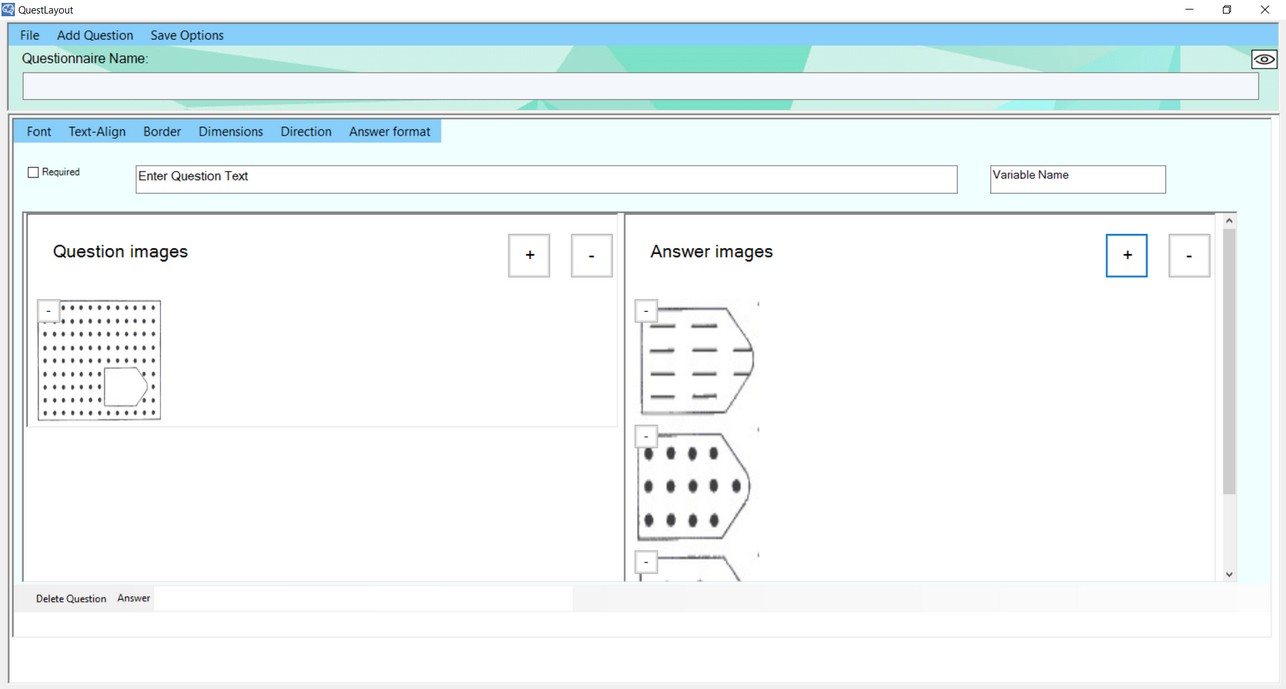 QuestLayout
File Add Question Save Options
Questionnaire Name:
Font Text-Align Border Dimensions Direction Answer format
Required Enter Question Text Variable Name
Question images + - Answer images + -
- -
-
-
Delete Question Answer